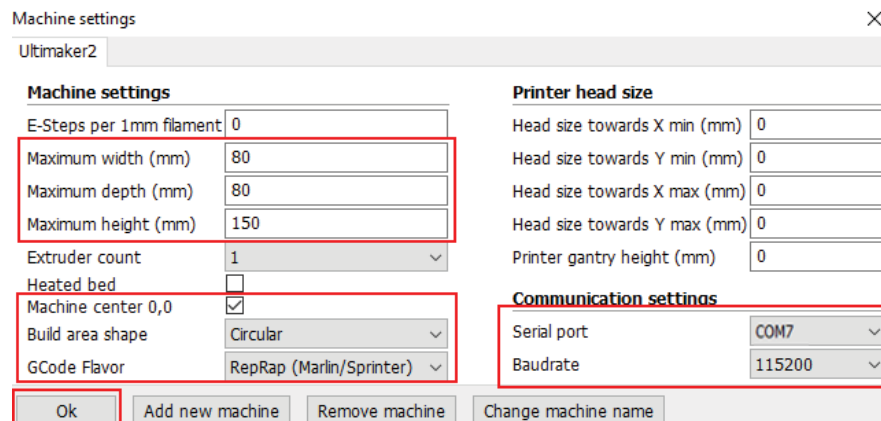 Machine settings
Ultimaker2
Machine settings
E-Steps per 1mm filament 0
Maximum width (mm) 80
Maximum depth (mm) 80
Maximum height (mm) 150
Extruder count 1
Heated bed
Machine center 0,0
Build area shape Circular
GCode Flavor RepRap (Marlin/Sprinter)
Printer head size
Head size towards X min (mm) 0
Head size towards Y min (mm) 0
Head size towards X max (mm) 0
Head size towards Y max (mm) 0
Printer gantry height (mm) 0
Communication settings
Serial port COM7
Baudrate 115200
Ok Add new machine Remove machine Change machine name